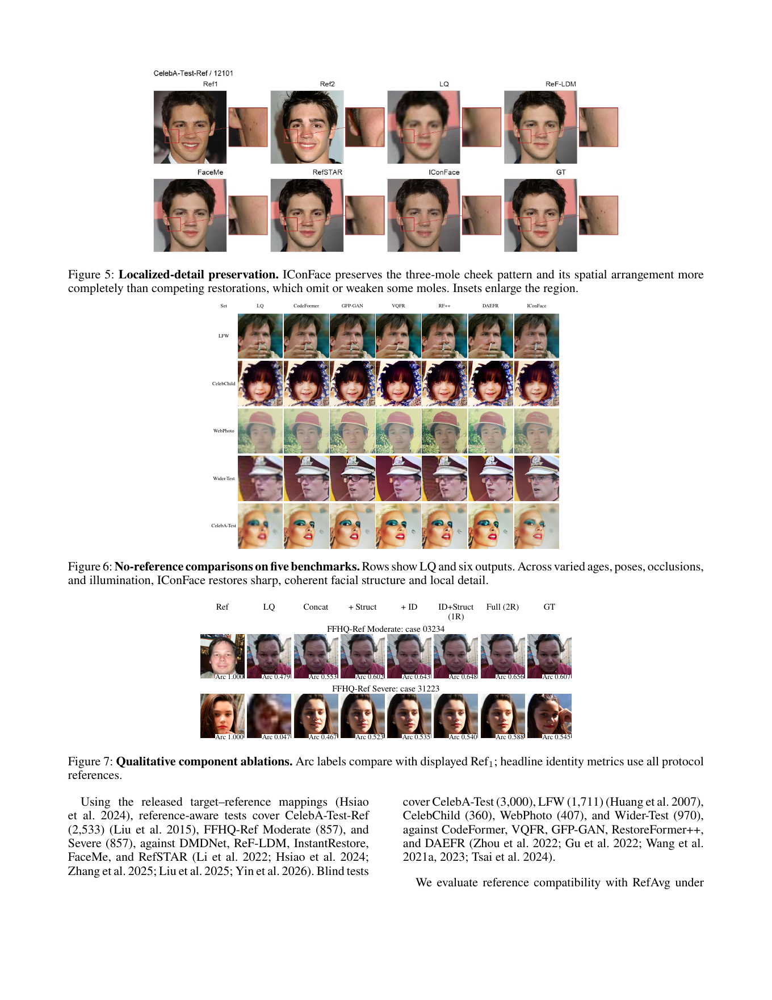 CelebA-Test-Ref / 12101
Ref1 Ref2 LQ ReF-LDM
FaceMe RefSTAR IConFace GT
Figure 5: Localized-detail preservation. IConFace preserves the three-mole cheek pattern and its spatial arrangement more
completely than competing restorations, which omit or weaken some moles. Insets enlarge the region.
Set LQ CodeFormer GFP-GAN VQFR RF++ DAEFR IConFace
LFW
CelebChild
WebPhoto
Wider-Test
CelebA-Test
Figure 6: No-reference comparisons on five benchmarks. Rows show LQ and six outputs. Across varied ages, poses, occlusions,
and illumination, IConFace restores sharp, coherent facial structure and local detail.
Ref LQ Concat + Struct + ID ID+Struct Full (2R) GT
(1R)
FFHQ-Ref Moderate: case 03234
Arc 1.000 Arc 0.479 Arc 0.553 Arc 0.602 Arc 0.643 Arc 0.648 Arc 0.656 Arc 0.607
FFHQ-Ref Severe: case 31223
Arc 1.000 Arc 0.047 Arc 0.467 Arc 0.523 Arc 0.535 Arc 0.540 Arc 0.588 Arc 0.545
Figure 7: Qualitative component ablations. Arc labels compare with displayed Ref₁; headline identity metrics use all protocol
references.
Using the released target–reference mappings (Hsiao
et al. 2024), reference-aware tests cover CelebA-Test-Ref
(2,533) (Liu et al. 2015), FFHQ-Ref Moderate (857), and
Severe (857), against DMDNet, ReF-LDM, InstantRestore,
FaceMe, and RefSTAR (Li et al. 2022; Hsiao et al. 2024;
Zhang et al. 2025; Liu et al. 2025; Yin et al. 2026). Blind tests
cover CelebA-Test (3,000), LFW (1,711) (Huang et al. 2007),
CelebChild (360), WebPhoto (407), and Wider-Test (970),
against CodeFormer, VQFR, GFP-GAN, RestoreFormer++,
and DAEFR (Zhou et al. 2022; Gu et al. 2022; Wang et al.
2021a, 2023; Tsai et al. 2024).
We evaluate reference compatibility with RefAvg under